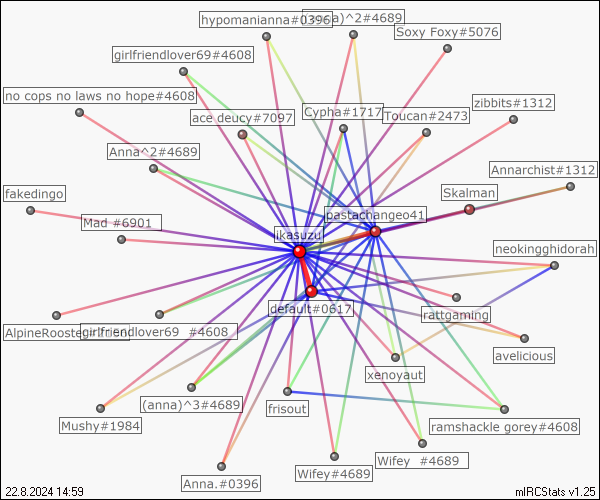 hypomanianna#0396
a)^2#4689
Soxy Foxy#5076
girlfriendlover69#4608
no cops no laws no hope#4608
zibbits#1312
ace deucy#7097
Cypha#1717
Toucan#2473
Anna^2#4689
Annarchist#1312
fakedingo
Skalman
Mad #6901
pastachangeo41
ikasuzu
neokingghidorah
default#0617
rattgaming
AlpineRooste
girlfriendlover69 #4608
avelicious
xenoyaut
(anna)^3#4689
frisout
Mushy#1984
ramshackle gorey#4608
Wifey #4689
Wifey#4689
Anna.#0396
22.8.2024 14:59
mIRCStats v1.25